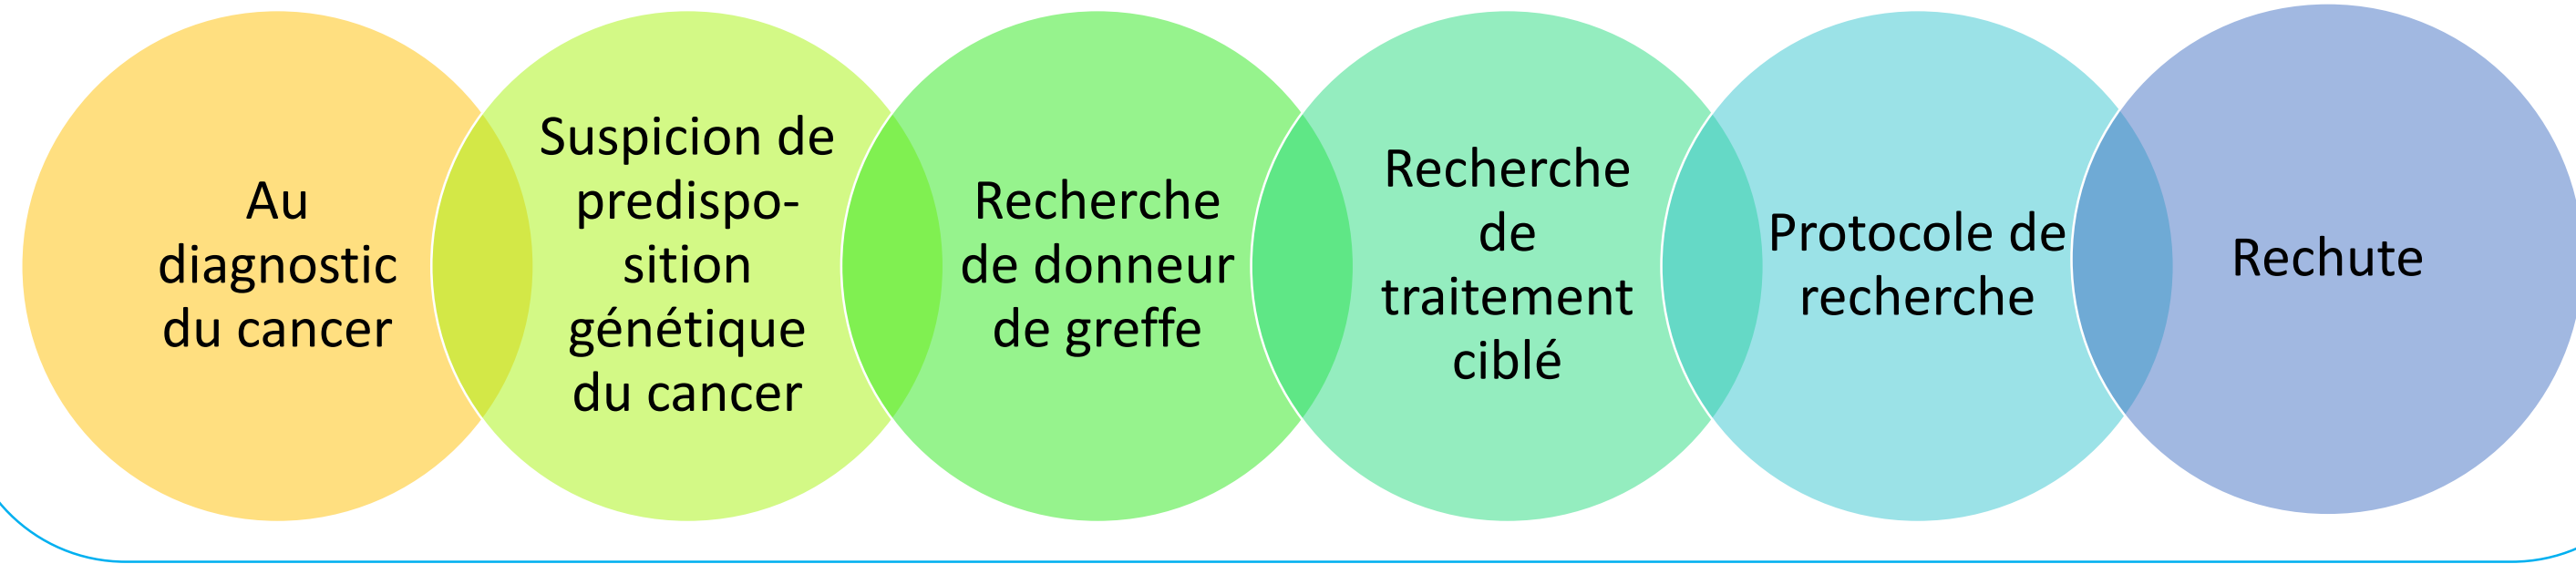 Au
diagnostic
du cancer
Suspicion de
predispo-
sition
génétique
du cancer
Recherche
de donneur
de greffe
Recherche
de
traitement
ciblé
Protocole de
recherche
Rechute